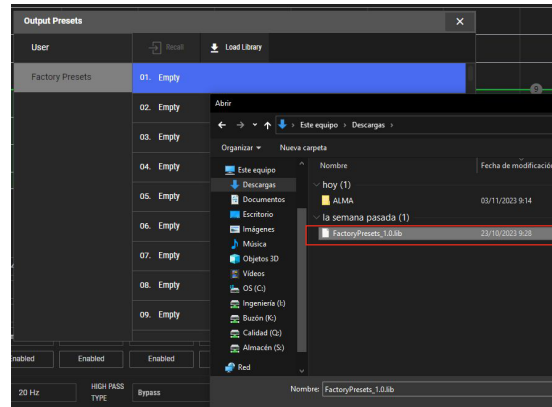 Output Presets
×
User
Recall
Load Library
Factory Presets
01. Empty
02. Empty
03. Empty
04. Empty
05. Empty
06. Empty
07. Empty
08. Empty
09. Empty
9
Abrir
Este equipo › Descargas ›
Organizar
Nueva carpeta
Nombre
Fecha de modificación
Este equipo
Descargas
Documentos
Escritorio
Imágenes
Música
Objetos 3D
Vídeos
OS (C:)
Ingeniería (I:)
Buzón (K:)
Calidad (Q:)
Almacén (S:)
Red
hoy (1)
ALMA
03/11/2023 9:14
la semana pasada (1)
FactoryPresets_1.0.lib
23/10/2023 9:28
Nombre: FactoryPresets_1.0.lib
nabled
Enabled
Enabled
20 Hz
HIGH PASS
TYPE
Bypass